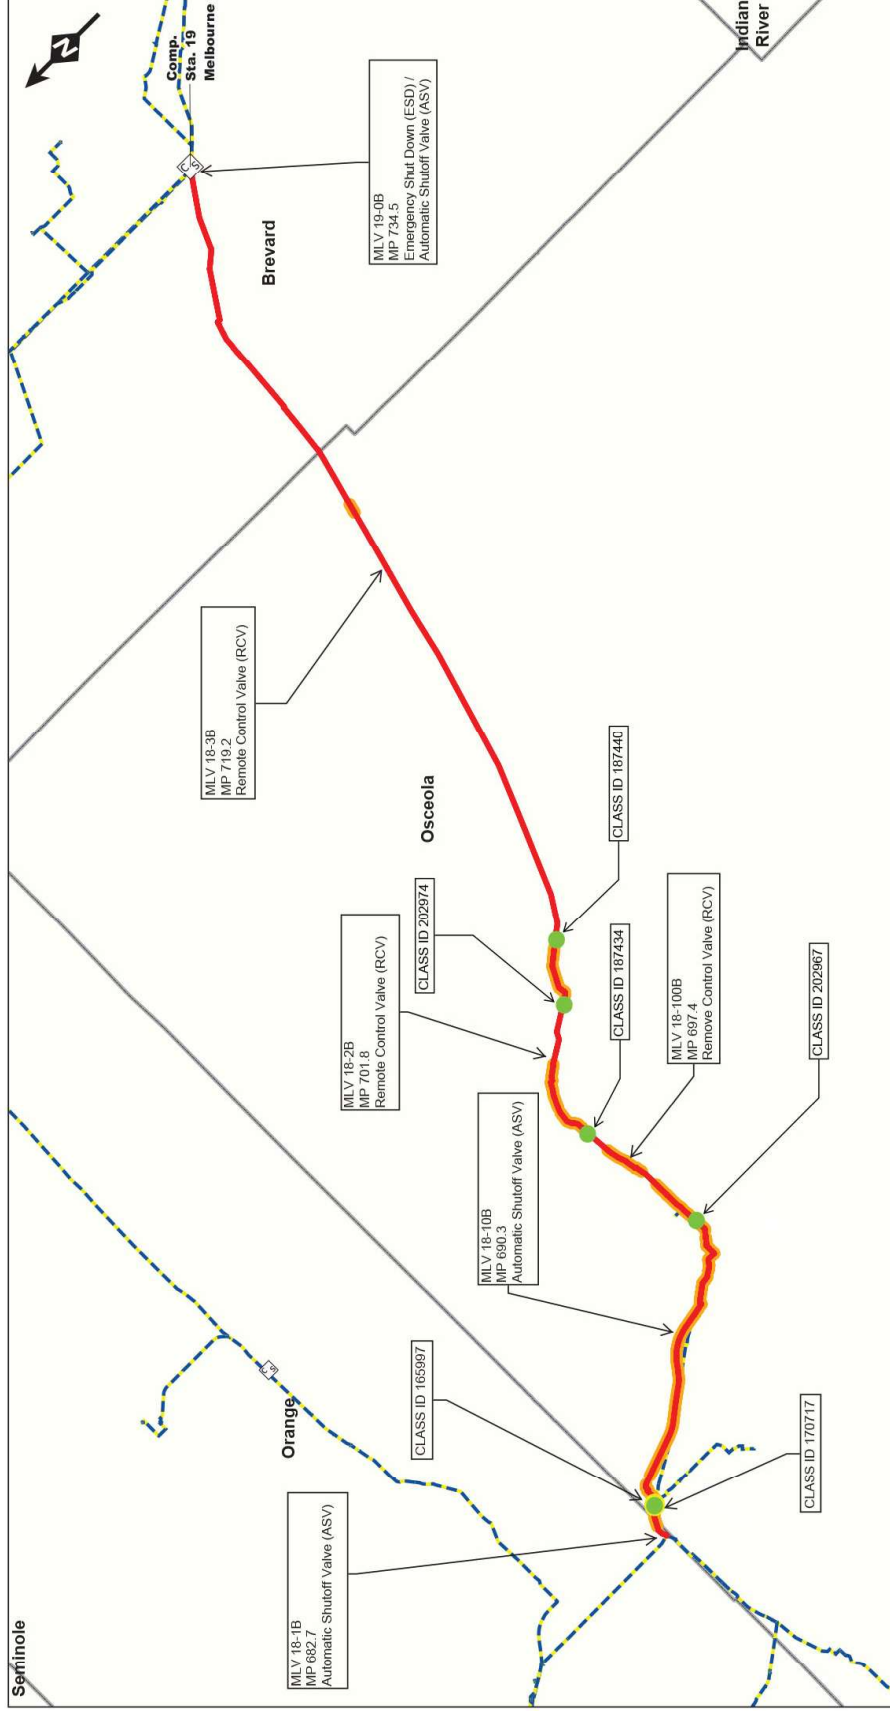 Seminole
Orange
Osceola
Brevard
Indian
River
Comp.
Sta. 19
Melbourne
N
C
S
C
S
MLV 18-1B
MP 682.7
Automatic Shutoff Valve (ASV)
CLASS ID 165997
CLASS ID 170717
MLV 18-10B
MP 690.3
Automatic Shutoff Valve (ASV)
CLASS ID 202967
MLV 18-100B
MP 697.4
Remove Control Valve (RCV)
CLASS ID 187434
MLV 18-2B
MP 701.8
Remote Control Valve (RCV)
CLASS ID 202974
CLASS ID 187440
MLV 18-3B
MP 719.2
Remote Control Valve (RCV)
MLV 19-0B
MP 734.5
Emergency Shut Down (ESD) /
Automatic Shutoff Valve (ASV)